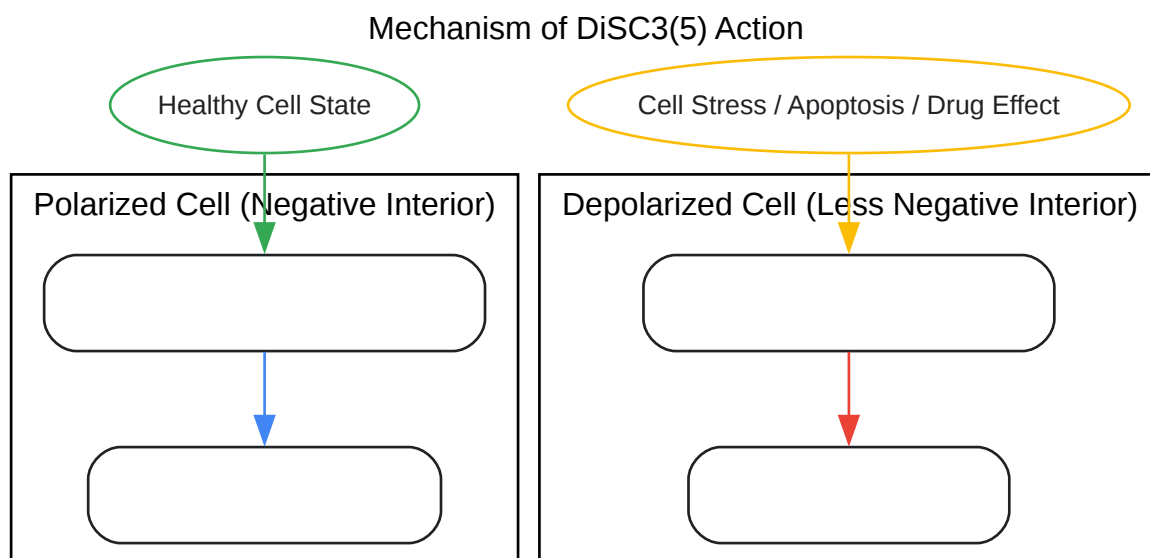 Mechanism of DiSC3(5) Action
Healthy Cell State
Cell Stress / Apoptosis / Drug Effect
Polarized Cell (Negative Interior)
Depolarized Cell (Less Negative Interior)